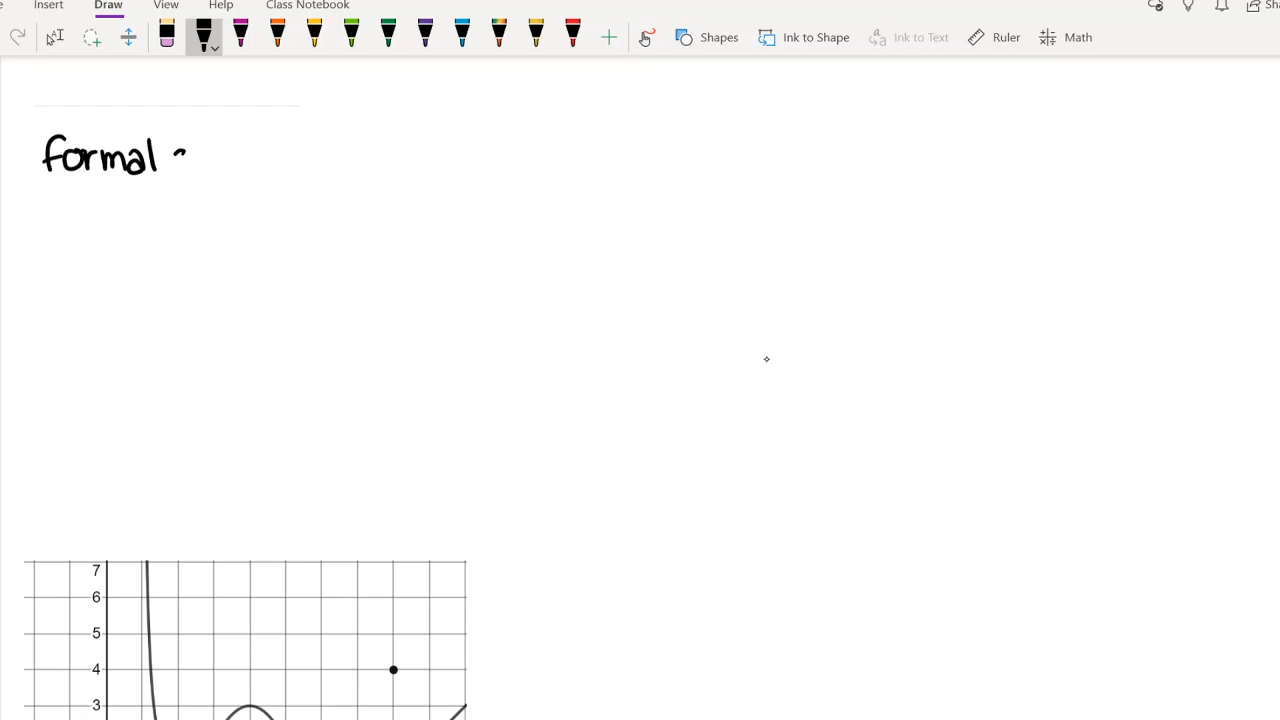 Insert Draw View Help Class Notebook
Shapes Ink to Shape Ink to Text Ruler Math
formal
7
6
5
4
3